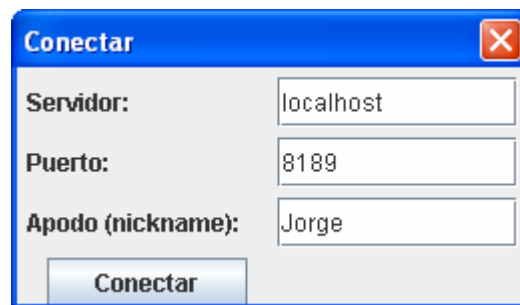 Conectar
Servidor: localhost
Puerto: 8189
Apodo (nickname): Jorge
Conectar